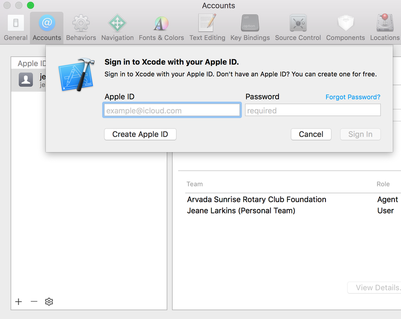 Accounts
General
Accounts
Behaviors
Navigation
Fonts & Colors
Text Editing
Key Bindings
Source Control
Components
Locations
Apple ID
Sign in to Xcode with your Apple ID.
Sign in to Xcode with your Apple ID. Don't have an Apple ID? You can create one for free.
Apple ID
Password
Forgot Password?
example@icloud.com
required
Create Apple ID
Cancel
Sign In
Team
Role
Arvada Sunrise Rotary Club Foundation
Agent
Jeane Larkins (Personal Team)
User
View Details...